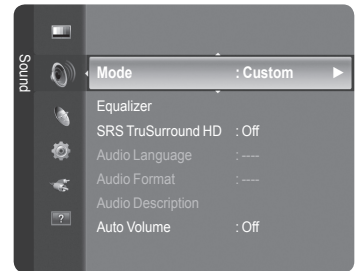 Sound
Mode : Custom ►
Equalizer
SRS TruSurround HD : Off
Audio Language : ----
Audio Format : ----
Audio Description
Auto Volume : Off
?